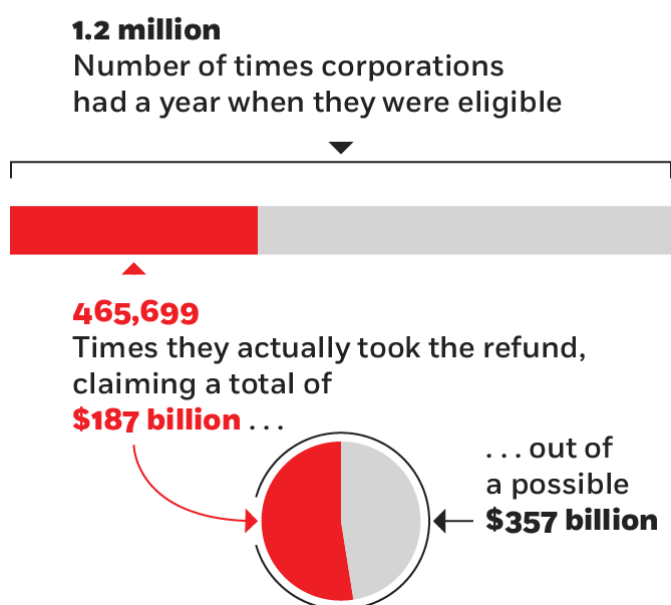 1.2 million
Number of times corporations
had a year when they were eligible
465,699
Times they actually took the refund,
claiming a total of
$187 billion . . .
. . . out of
a possible
$357 billion